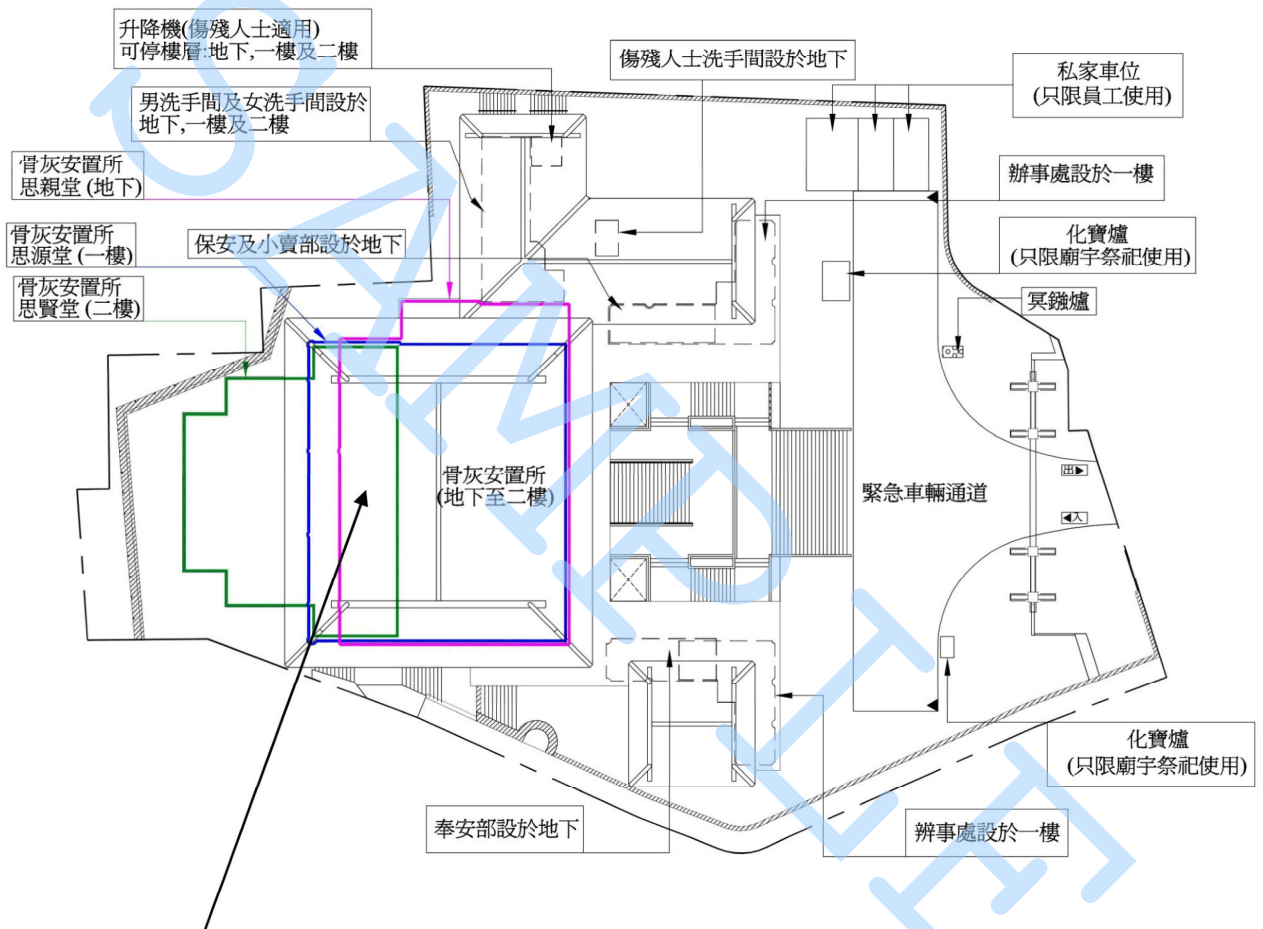 升降機(傷殘人士適用)
可停樓層:地下,一樓及二樓
傷殘人士洗手間設於地下
私家車位
(只限員工使用)
男洗手間及女洗手間設於
地下,一樓及二樓
骨灰安置所
思親堂 (地下)
辦事處設於一樓
骨灰安置所
思源堂 (一樓)
保安及小賣部設於地下
化寶爐
(只限廟宇祭祀使用)
骨灰安置所
思賢堂 (二樓)
冥鏹爐
骨灰安置所
(地下至二樓)
緊急車輛通道
出▶
◀入
化寶爐
(只限廟宇祭祀使用)
奉安部設於地下
辦事處設於一樓
SAMPLE